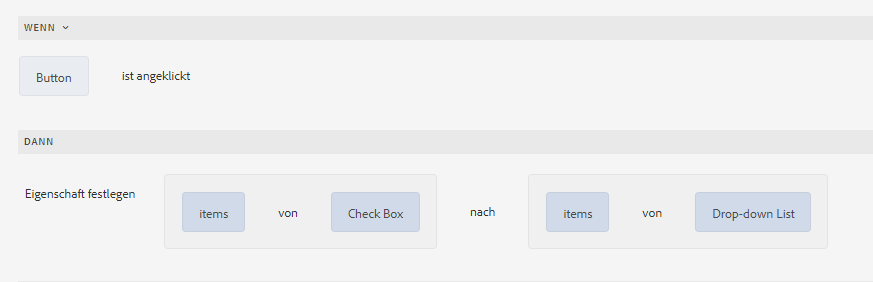 WENN
Button ist angeklickt
DANN
Eigenschaft festlegen items von Check Box nach items von Drop-down List